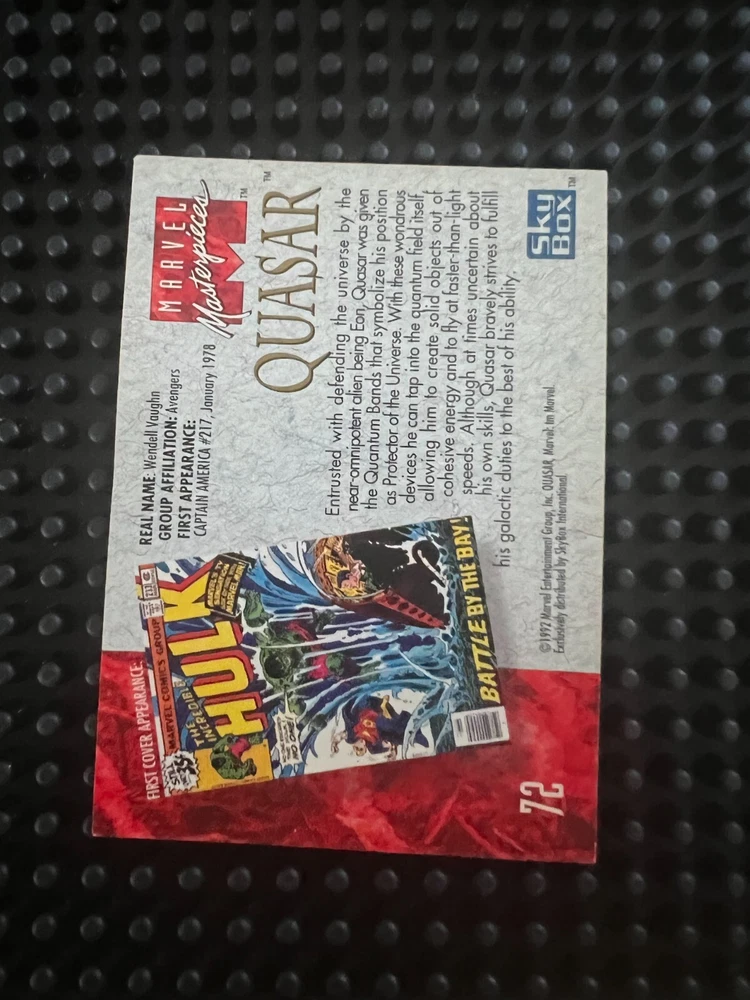 MARVEL
Masterpieces
™
QUASAR™
REAL NAME: Wendell Vaughn
GROUP AFFILIATION: Avengers
FIRST APPEARANCE:
CAPTAIN AMERICA #217, January 1978
Entrusted with defending the universe by the
near-omnipotent alien being Eon, Quasar was given
the Quantum Bands that symbolize his position
as Protector of the Universe. With these wondrous
devices he can tap into the quantum field itself
allowing him to create solid objects out of
cohesive energy and to fly at faster-than-light
speeds. Although at times uncertain about
his own skills, Quasar bravely strives to fulfill
his galactic duties to the best of his ability.
FIRST COVER APPEARANCE:
MARVEL COMICS GROUP
STILL ONLY 35¢
THE INCREDIBLE
HULK
BATTLE BY THE BAY!
©1992 Marvel Entertainment Group, Inc. QUASAR, Marvel: tm Marvel.
Exclusively distributed by SkyBox International
SkyBox™
72